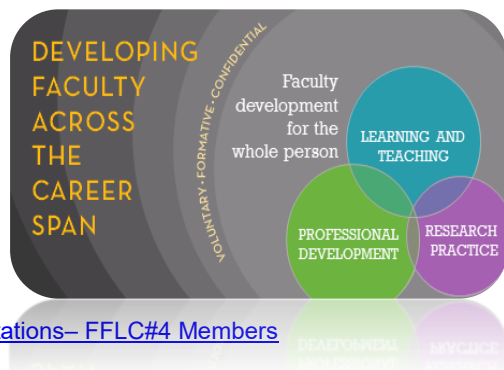 DEVELOPING
FACULTY
ACROSS
THE
CAREER
SPAN
VOLUNTARY · FORMATIVE · CONFIDENTIAL
Faculty
development
for the
whole person
LEARNING AND
TEACHING
PROFESSIONAL
DEVELOPMENT
RESEARCH
PRACTICE
– FFLC#4 Members